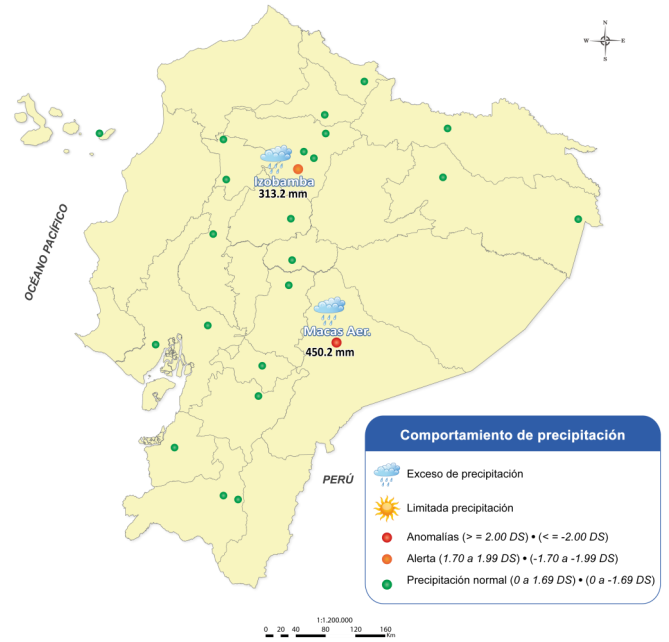 N
W E
S
OCÉANO PACÍFICO
Izobamba
313.2 mm
Macas Aer.
450.2 mm
PERÚ
Comportamiento de precipitación
Exceso de precipitación
Limitada precipitación
Anomalías (> = 2.00 DS) • (< = -2.00 DS)
Alerta (1.70 a 1.99 DS) • (-1.70 a -1.99 DS)
Precipitación normal (0 a 1.69 DS) • (0 a -1.69 DS)
1:1.200.000
0 20 40 80 120 160
Km